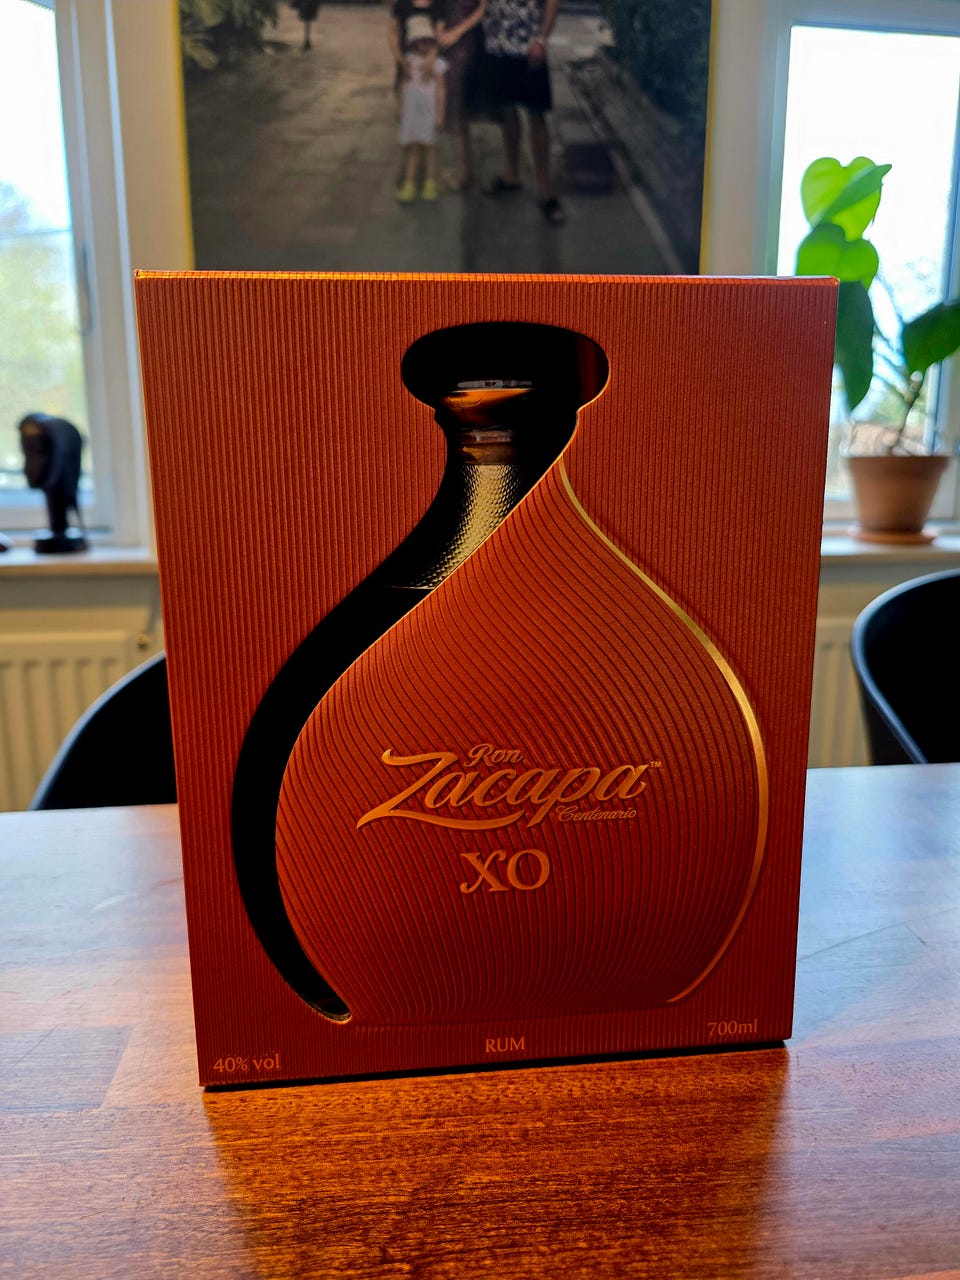 Ron
Zacapa™
Centenario
XO
RUM
40% vol
700ml